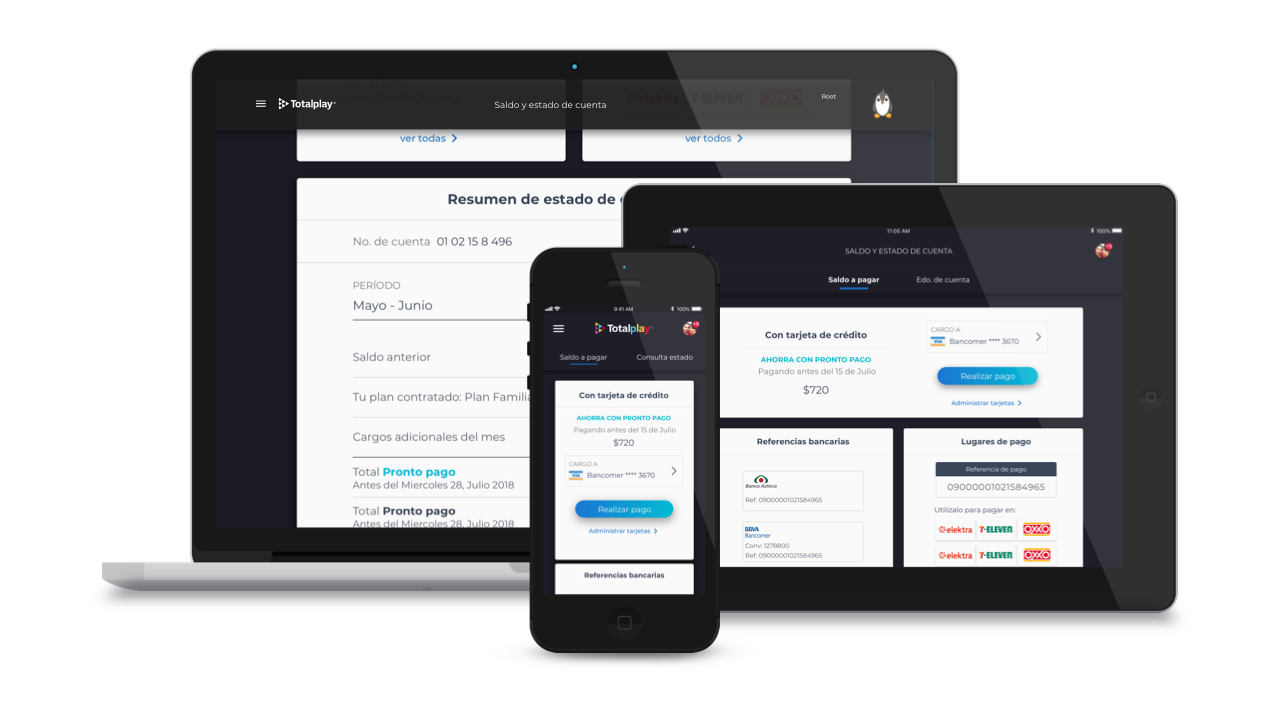 Totalplay
Saldo y estado de cuenta
elektra
7-ELEVEN
OXXO
Root
ver todas
ver todos
Resumen de estado de
No. de cuenta 01 02 15 8 496
PERÍODO
Mayo - Junio
Saldo anterior
Tu plan contratado: Plan Familia
Cargos adicionales del mes
Total Pronto pago
Antes del Miercoles 28, Julio 2018
Total Pronto pago
Antes del Miercoles 28, Julio 2018
9:41 AM
100%
Totalplay
Saldo a pagar
Consulta estado
Con tarjeta de crédito
AHORRA CON PRONTO PAGO
Pagando antes del 15 de Julio
$720
CARGO A
VISA Bancomer **** 3670
Realizar pago
Administrar tarjetas
Referencias bancarias
11:05 AM
100%
SALDO Y ESTADO DE CUENTA
Saldo a pagar
Edo. de cuenta
Con tarjeta de crédito
AHORRA CON PRONTO PAGO
Pagando antes del 15 de Julio
$720
CARGO A
VISA Bancomer **** 3670
Realizar pago
Administrar tarjetas
Referencias bancarias
Banco Azteca
Ref: 09000001021584965
BBVA
Bancomer
Conv: 1278800
Ref: 09000001021584965
Lugares de pago
Referencia de pago
09000001021584965
Utilízalo para pagar en:
elektra 7-ELEVEN OXXO
elektra 7-ELEVEN OXXO